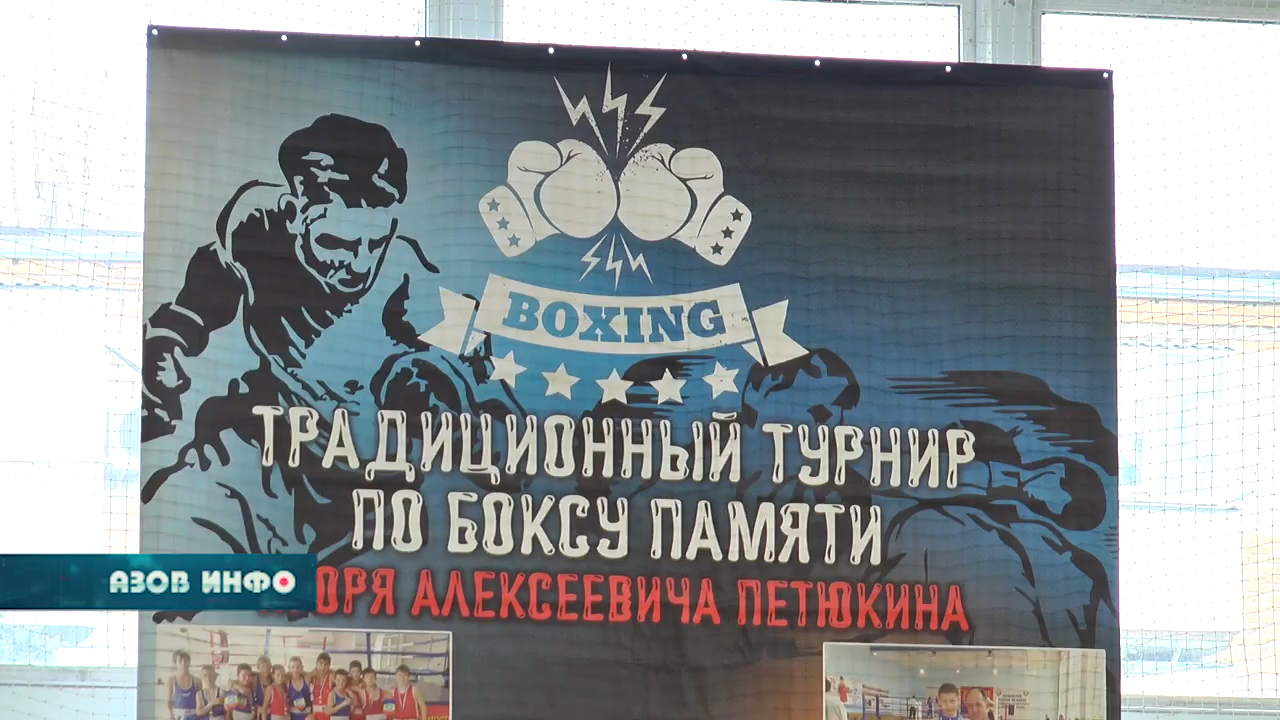 BOXING
ТРАДИЦИОННЫЙ ТУРНИР
ПО БОКСУ ПАМЯТИ
АЛЕКСЕЕВИЧА ПЕТЮКИНА
АЗОВ ИНФО